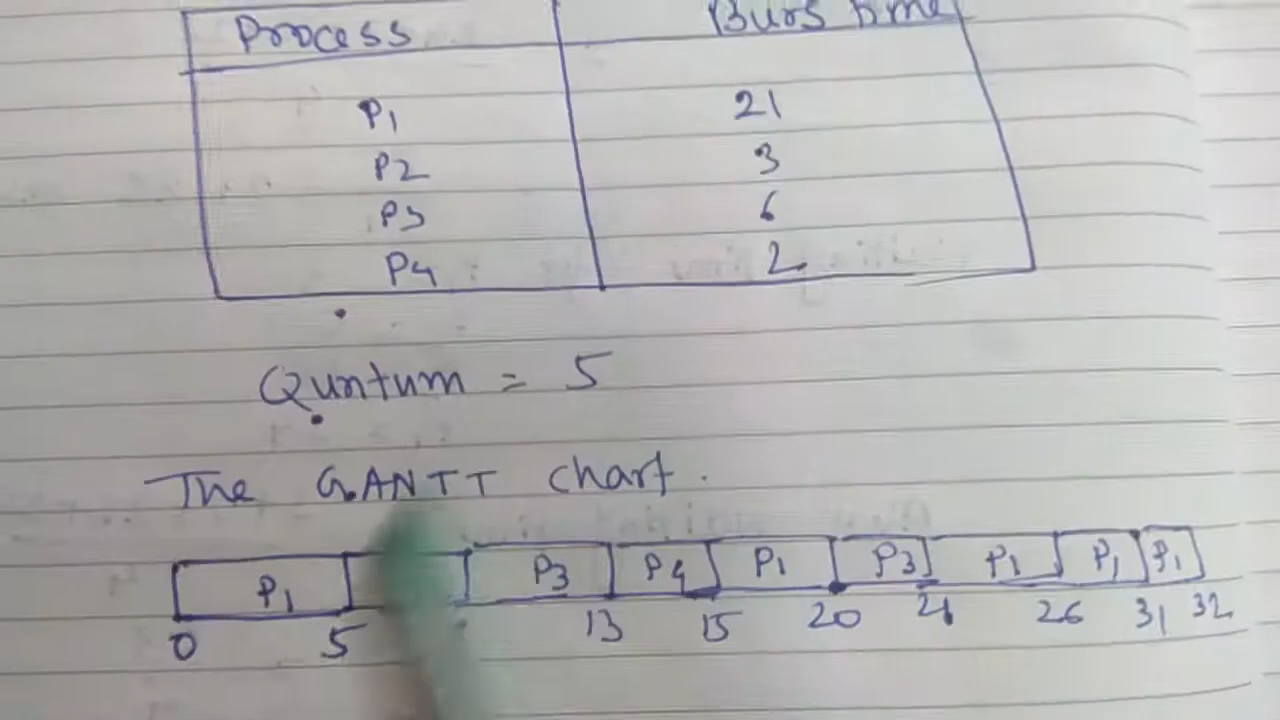 Process Burs time
P1 21
P2 3
P3 6
P4 2
Quntum = 5
The GANTT chart.
P1 P3 P4 P1 P3 P1 P1 P1
0 5 13 15 20 21 26 31 32